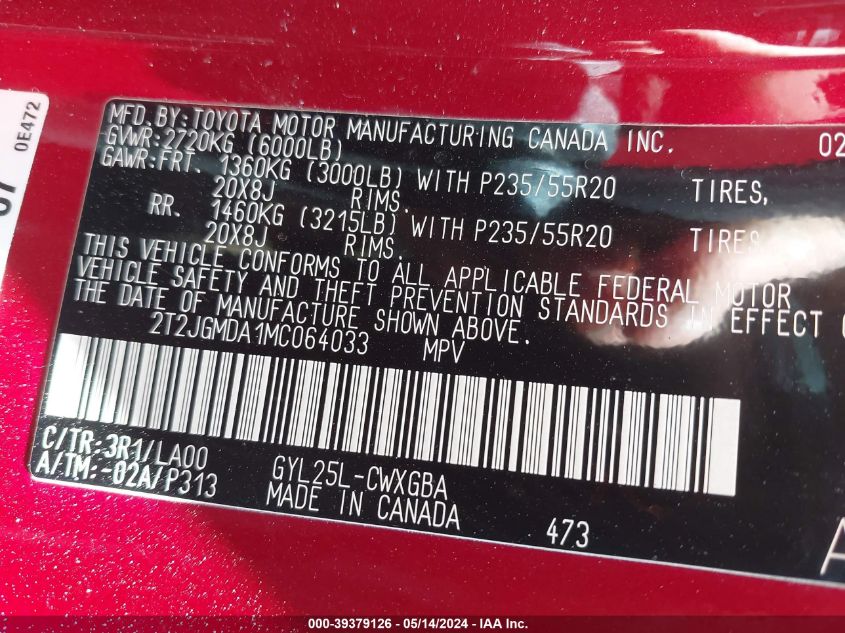 0E472
MFD.BY:TOYOTA MOTOR MANUFACTURING CANADA INC. 02
GVWR:2720KG (6000LB)
GAWR:FRT. 1360KG (3000LB) WITH P235/55R20 TIRES,
20X8J RIMS.
RR. 1460KG (3215LB) WITH P235/55R20 TIRES
20X8J RIMS.
THIS VEHICLE CONFORMS TO ALL APPLICABLE FEDERAL MOTOR
VEHICLE SAFETY AND THEFT PREVENTION STANDARDS IN EFFECT
THE DATE OF MANUFACTURE SHOWN ABOVE.
2T2JGMDA1MC064033 MPV
C/TR:3R1/LA00
A/TM:-02A/P313
GYL25L-CWXGBA
MADE IN CANADA
473
000-39379126 - 05/14/2024 - IAA Inc.